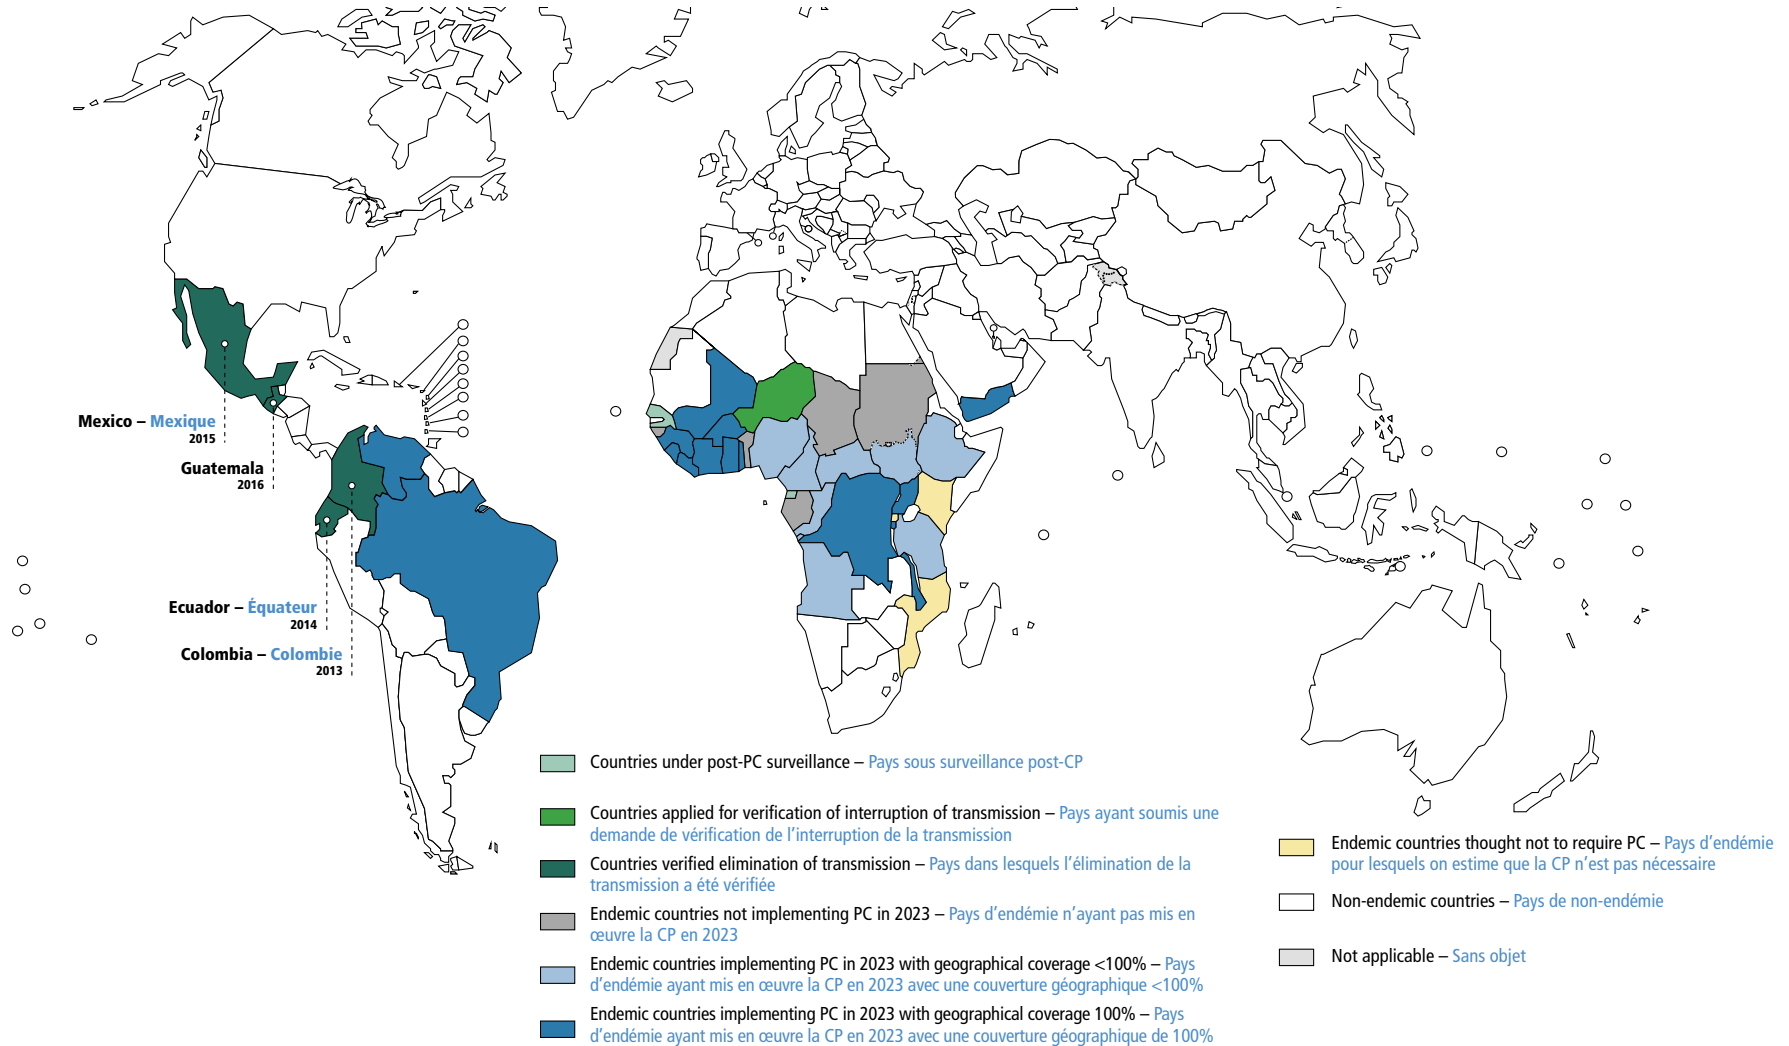 Mexico – Mexique
2015
Guatemala
2016
Ecuador – Équateur
2014
Colombia – Colombie
2013
Countries under post-PC surveillance – Pays sous surveillance post-CP
Countries applied for verification of interruption of transmission – Pays ayant soumis une
demande de vérification de l'interruption de la transmission
Countries verified elimination of transmission – Pays dans lesquels l'élimination de la
transmission a été vérifiée
Endemic countries not implementing PC in 2023 – Pays d'endémie n'ayant pas mis en
œuvre la CP en 2023
Endemic countries implementing PC in 2023 with geographical coverage <100% – Pays
d'endémie ayant mis en œuvre la CP en 2023 avec une couverture géographique <100%
Endemic countries implementing PC in 2023 with geographical coverage 100% – Pays
d'endémie ayant mis en œuvre la CP en 2023 avec une couverture géographique de 100%
Endemic countries thought not to require PC – Pays d'endémie
pour lesquels on estime que la CP n'est pas nécessaire
Non-endemic countries – Pays de non-endémie
Not applicable – Sans objet